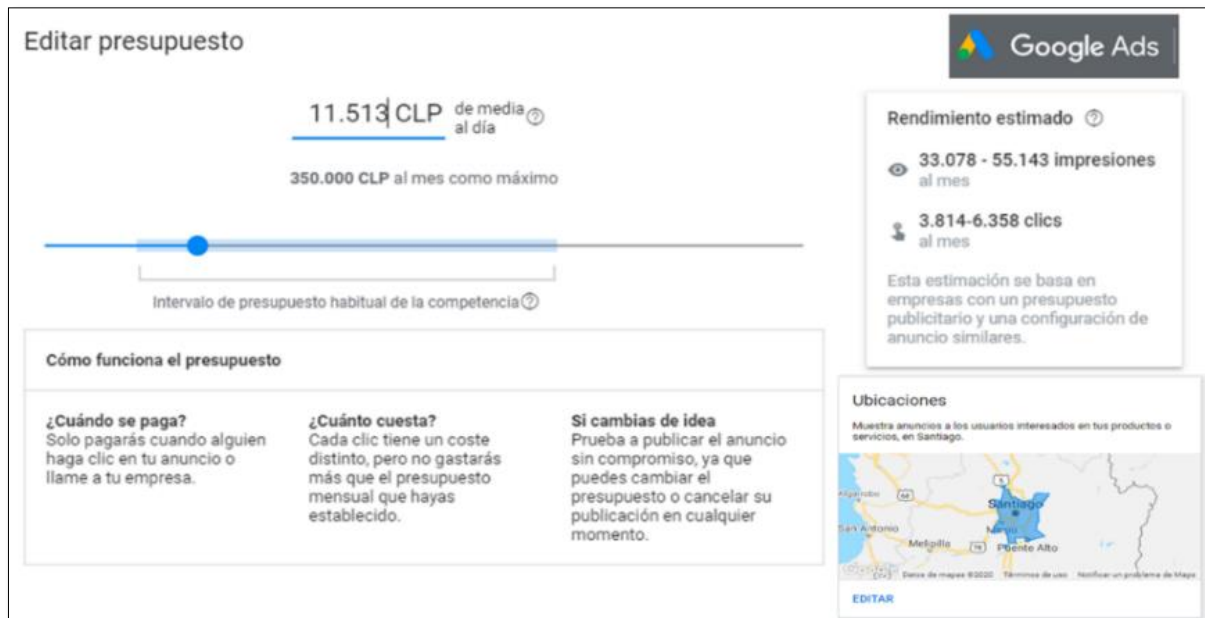 Editar presupuesto
Google Ads
11.513 CLP de media
al día
350.000 CLP al mes como máximo
Intervalo de presupuesto habitual de la competencia
Rendimiento estimado
33.078 - 55.143 impresiones
al mes
3.814-6.358 clics
al mes
Esta estimación se basa en
empresas con un presupuesto
publicitario y una configuración de
anuncio similares.
Cómo funciona el presupuesto
¿Cuándo se paga?
Solo pagarás cuando alguien
haga clic en tu anuncio o
llame a tu empresa.
¿Cuánto cuesta?
Cada clic tiene un coste
distinto, pero no gastarás
más que el presupuesto
mensual que hayas
establecido.
Si cambias de idea
Prueba a publicar el anuncio
sin compromiso, ya que
puedes cambiar el
presupuesto o cancelar su
publicación en cualquier
momento.
Ubicaciones
Muestra anuncios a los usuarios interesados en tus productos o
servicios, en Santiago.
Algarrobo
68
5
Santiago
San Antonio
Melipilla
78
Puente Alto
Google
Datos de mapas ©2020 Términos de uso Notificar un problema de Maps
EDITAR